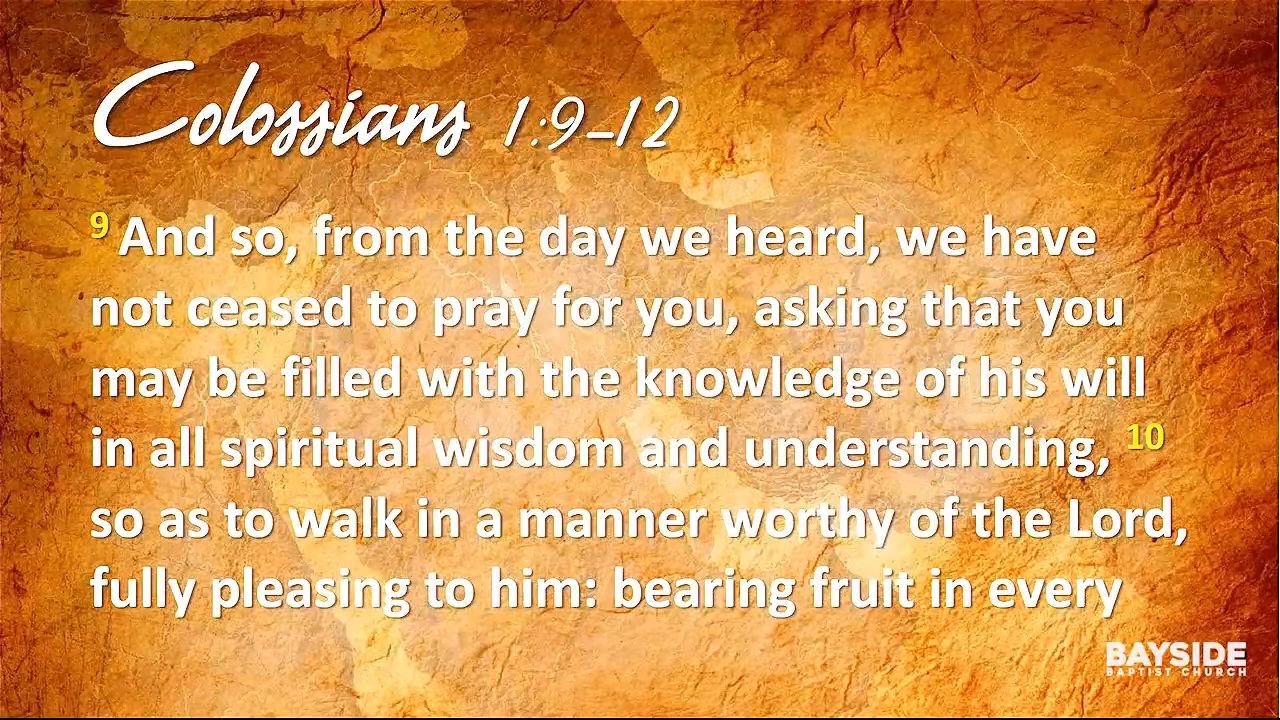 Colossians 1:9-12
9 And so, from the day we heard, we have
not ceased to pray for you, asking that you
may be filled with the knowledge of his will
in all spiritual wisdom and understanding, 10
so as to walk in a manner worthy of the Lord,
fully pleasing to him: bearing fruit in every
BAYSIDE
BAPTIST CHURCH